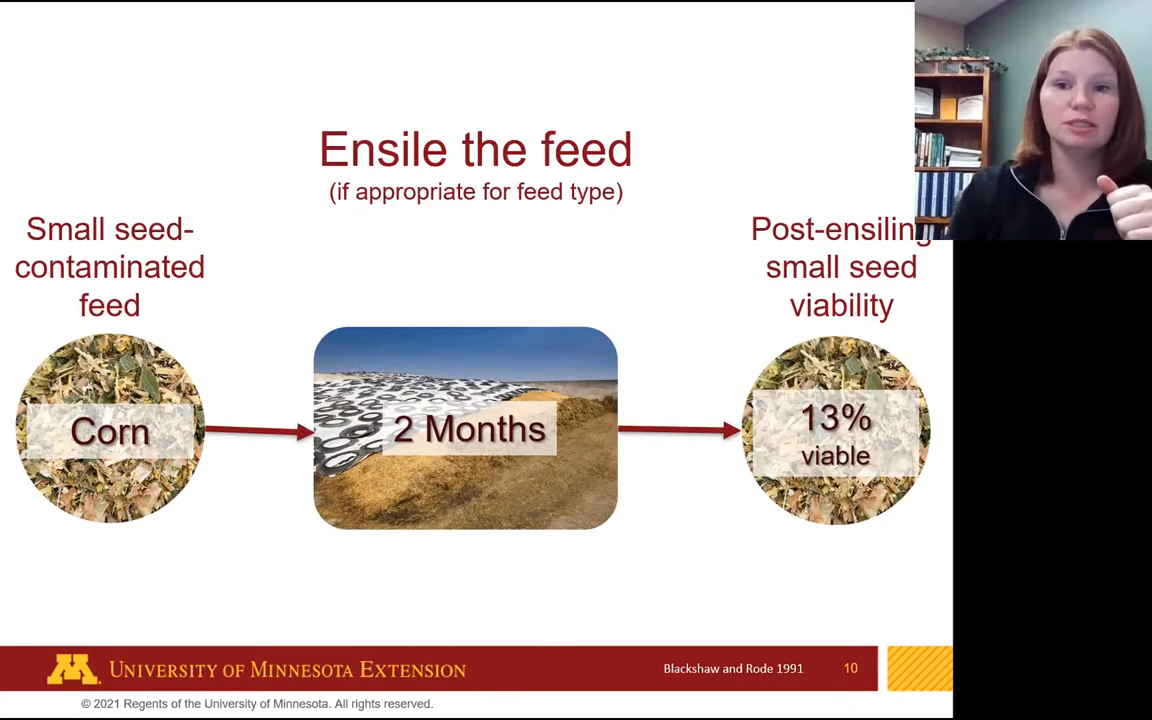 Ensile the feed
(if appropriate for feed type)
Small seed-
contaminated
feed
Corn
2 Months
Post-ensiling
small seed
viability
13%
viable
UNIVERSITY OF MINNESOTA EXTENSION
Blackshaw and Rode 1991
10
© 2021 Regents of the University of Minnesota. All rights reserved.